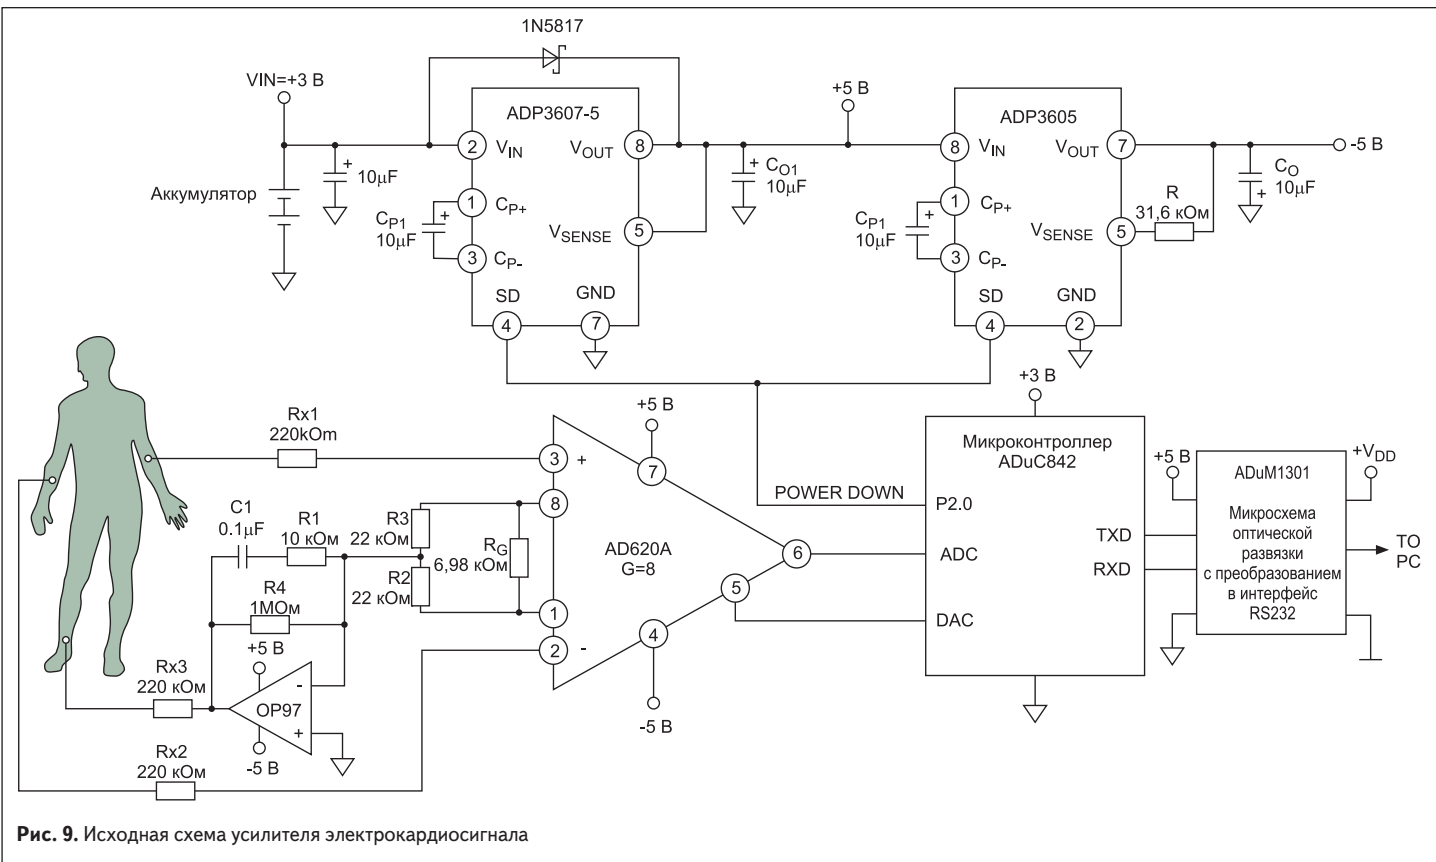 1N5817
VIN=+3 В
ADP3607-5
+5 В
ADP3605
2
VIN
VOUT
8
8
VIN
VOUT
7
-5 В
+
10μF
+ CO1
10μF
CO
10μF
+
Аккумулятор
1
CP+
CP1
10μF
+
VSENSE
5
3
CP-
1
CP+
CP1
10μF
+
R
31,6 кОм
VSENSE
5
3
CP-
SD
GND
4
7
SD
GND
4
2
+3 В
Rx1
220kOm
+5 В
3
+
7
8
Микроконтроллер
ADuC842
+5 В
+VDD
ADuM1301
POWER DOWN
P2.0
C1
0.1μF
R1
10 кОм
R3
22 кОм
RG
6,98 кОм
R2
22 кОм
AD620A
G=8
6
5
ADC
DAC
TXD
RXD
Микросхема
оптической
развязки
с преобразованием
в интерфейс
RS232
TO
PC
R4
1МОм
1
2
-
4
+5 В
Rx3
220 кОм
-
OP97
+
-5 В
-5 В
Rx2
220 кОм
Рис. 9. Исходная схема усилителя электрокардиосигнала